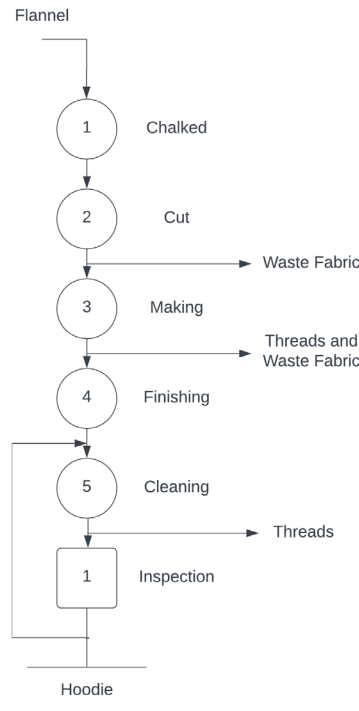 Flannel
1 Chalked
2 Cut
Waste Fabric
3 Making
Threads and
Waste Fabric
4 Finishing
5 Cleaning
Threads
1 Inspection
Hoodie